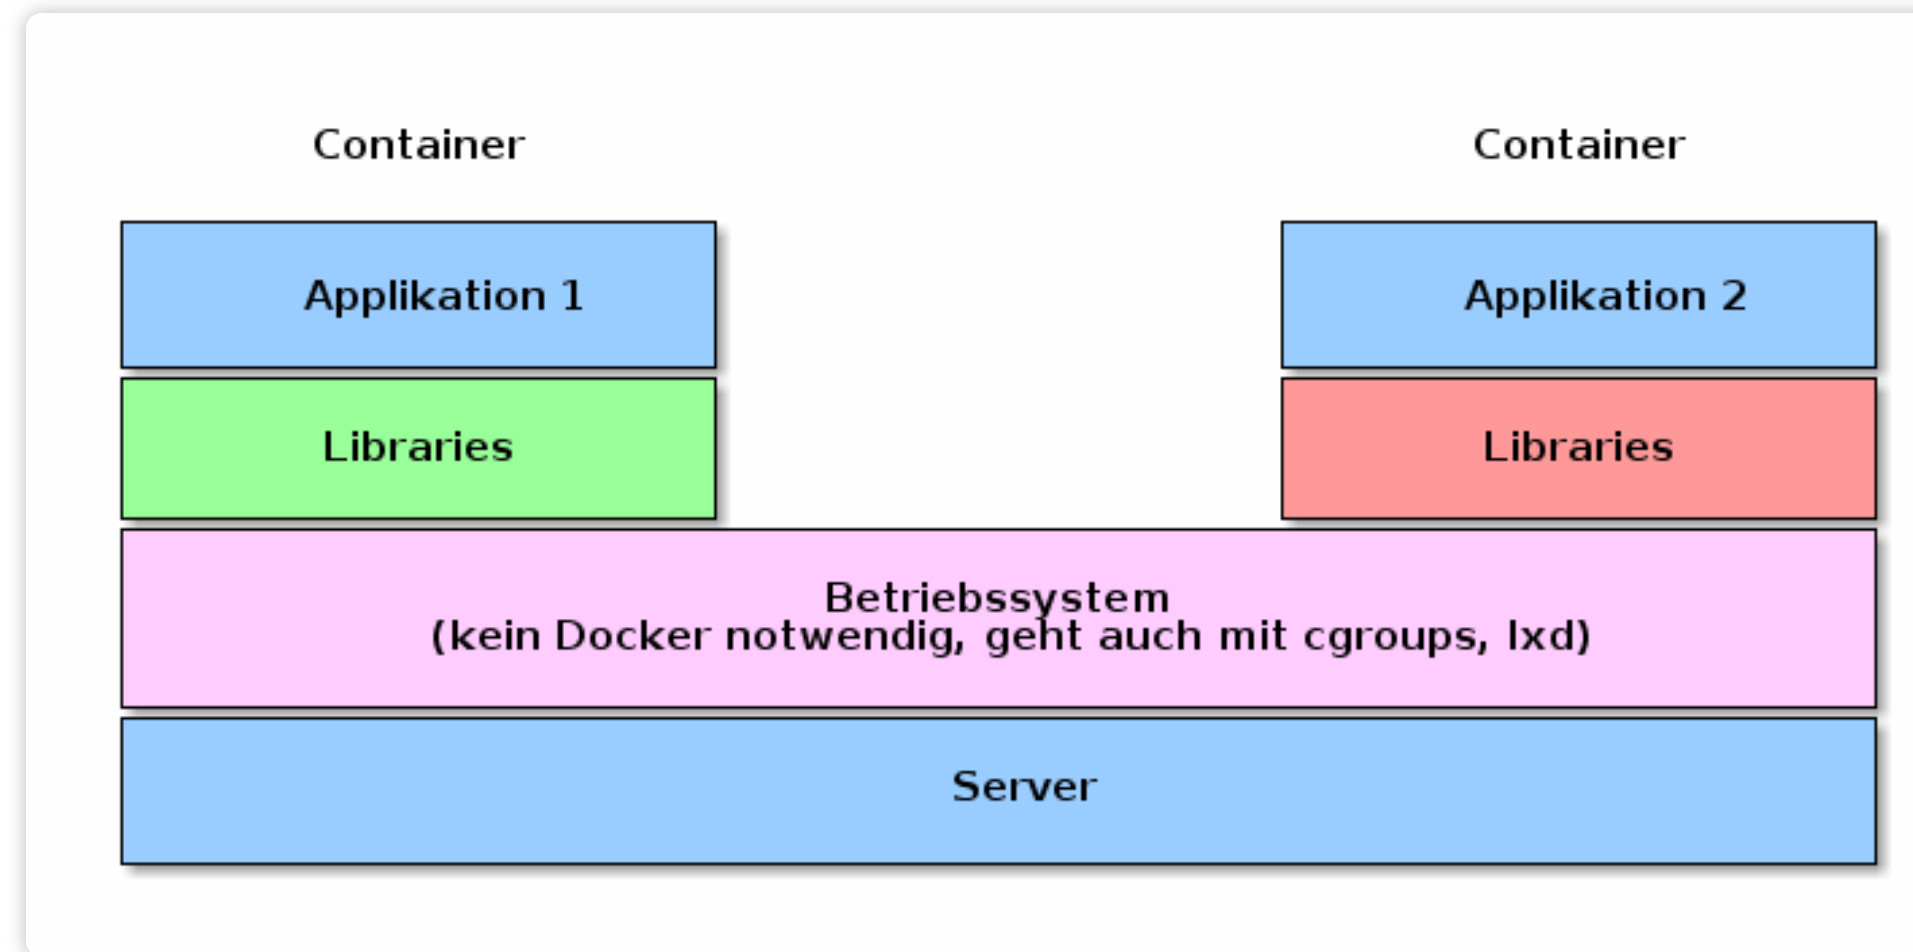 Container
Container
Applikation 1
Applikation 2
Libraries
Libraries
Betriebssystem
(kein Docker notwendig, geht auch mit cgroups, lxd)
Server